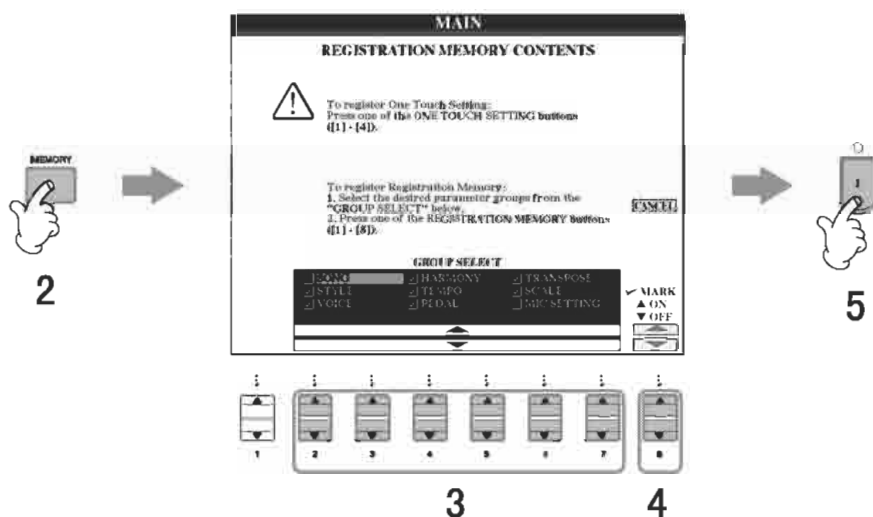 MAIN
REGISTRATION MEMORY CONTENTS
To register One Touch Setting:
Press one of the ONE TOUCH SETTING buttons
([1] - [4]).
MEMORY
To register Registration Memory:
1. Select the desired parameter groups from the
"GROUP SELECT" below.
2. Press one of the REGISTRATION MEMORY buttons
([1] - [8]).
CANCEL
1
2
5
GROUP SELECT
SONG HARMONY TRANSPOSE
STYLE TEMPO SCALE
VOICE PEDAL MIC SETTING
MARK
▲ ON
▼ OFF
1 2 3 4 5 6 7 8
3 4